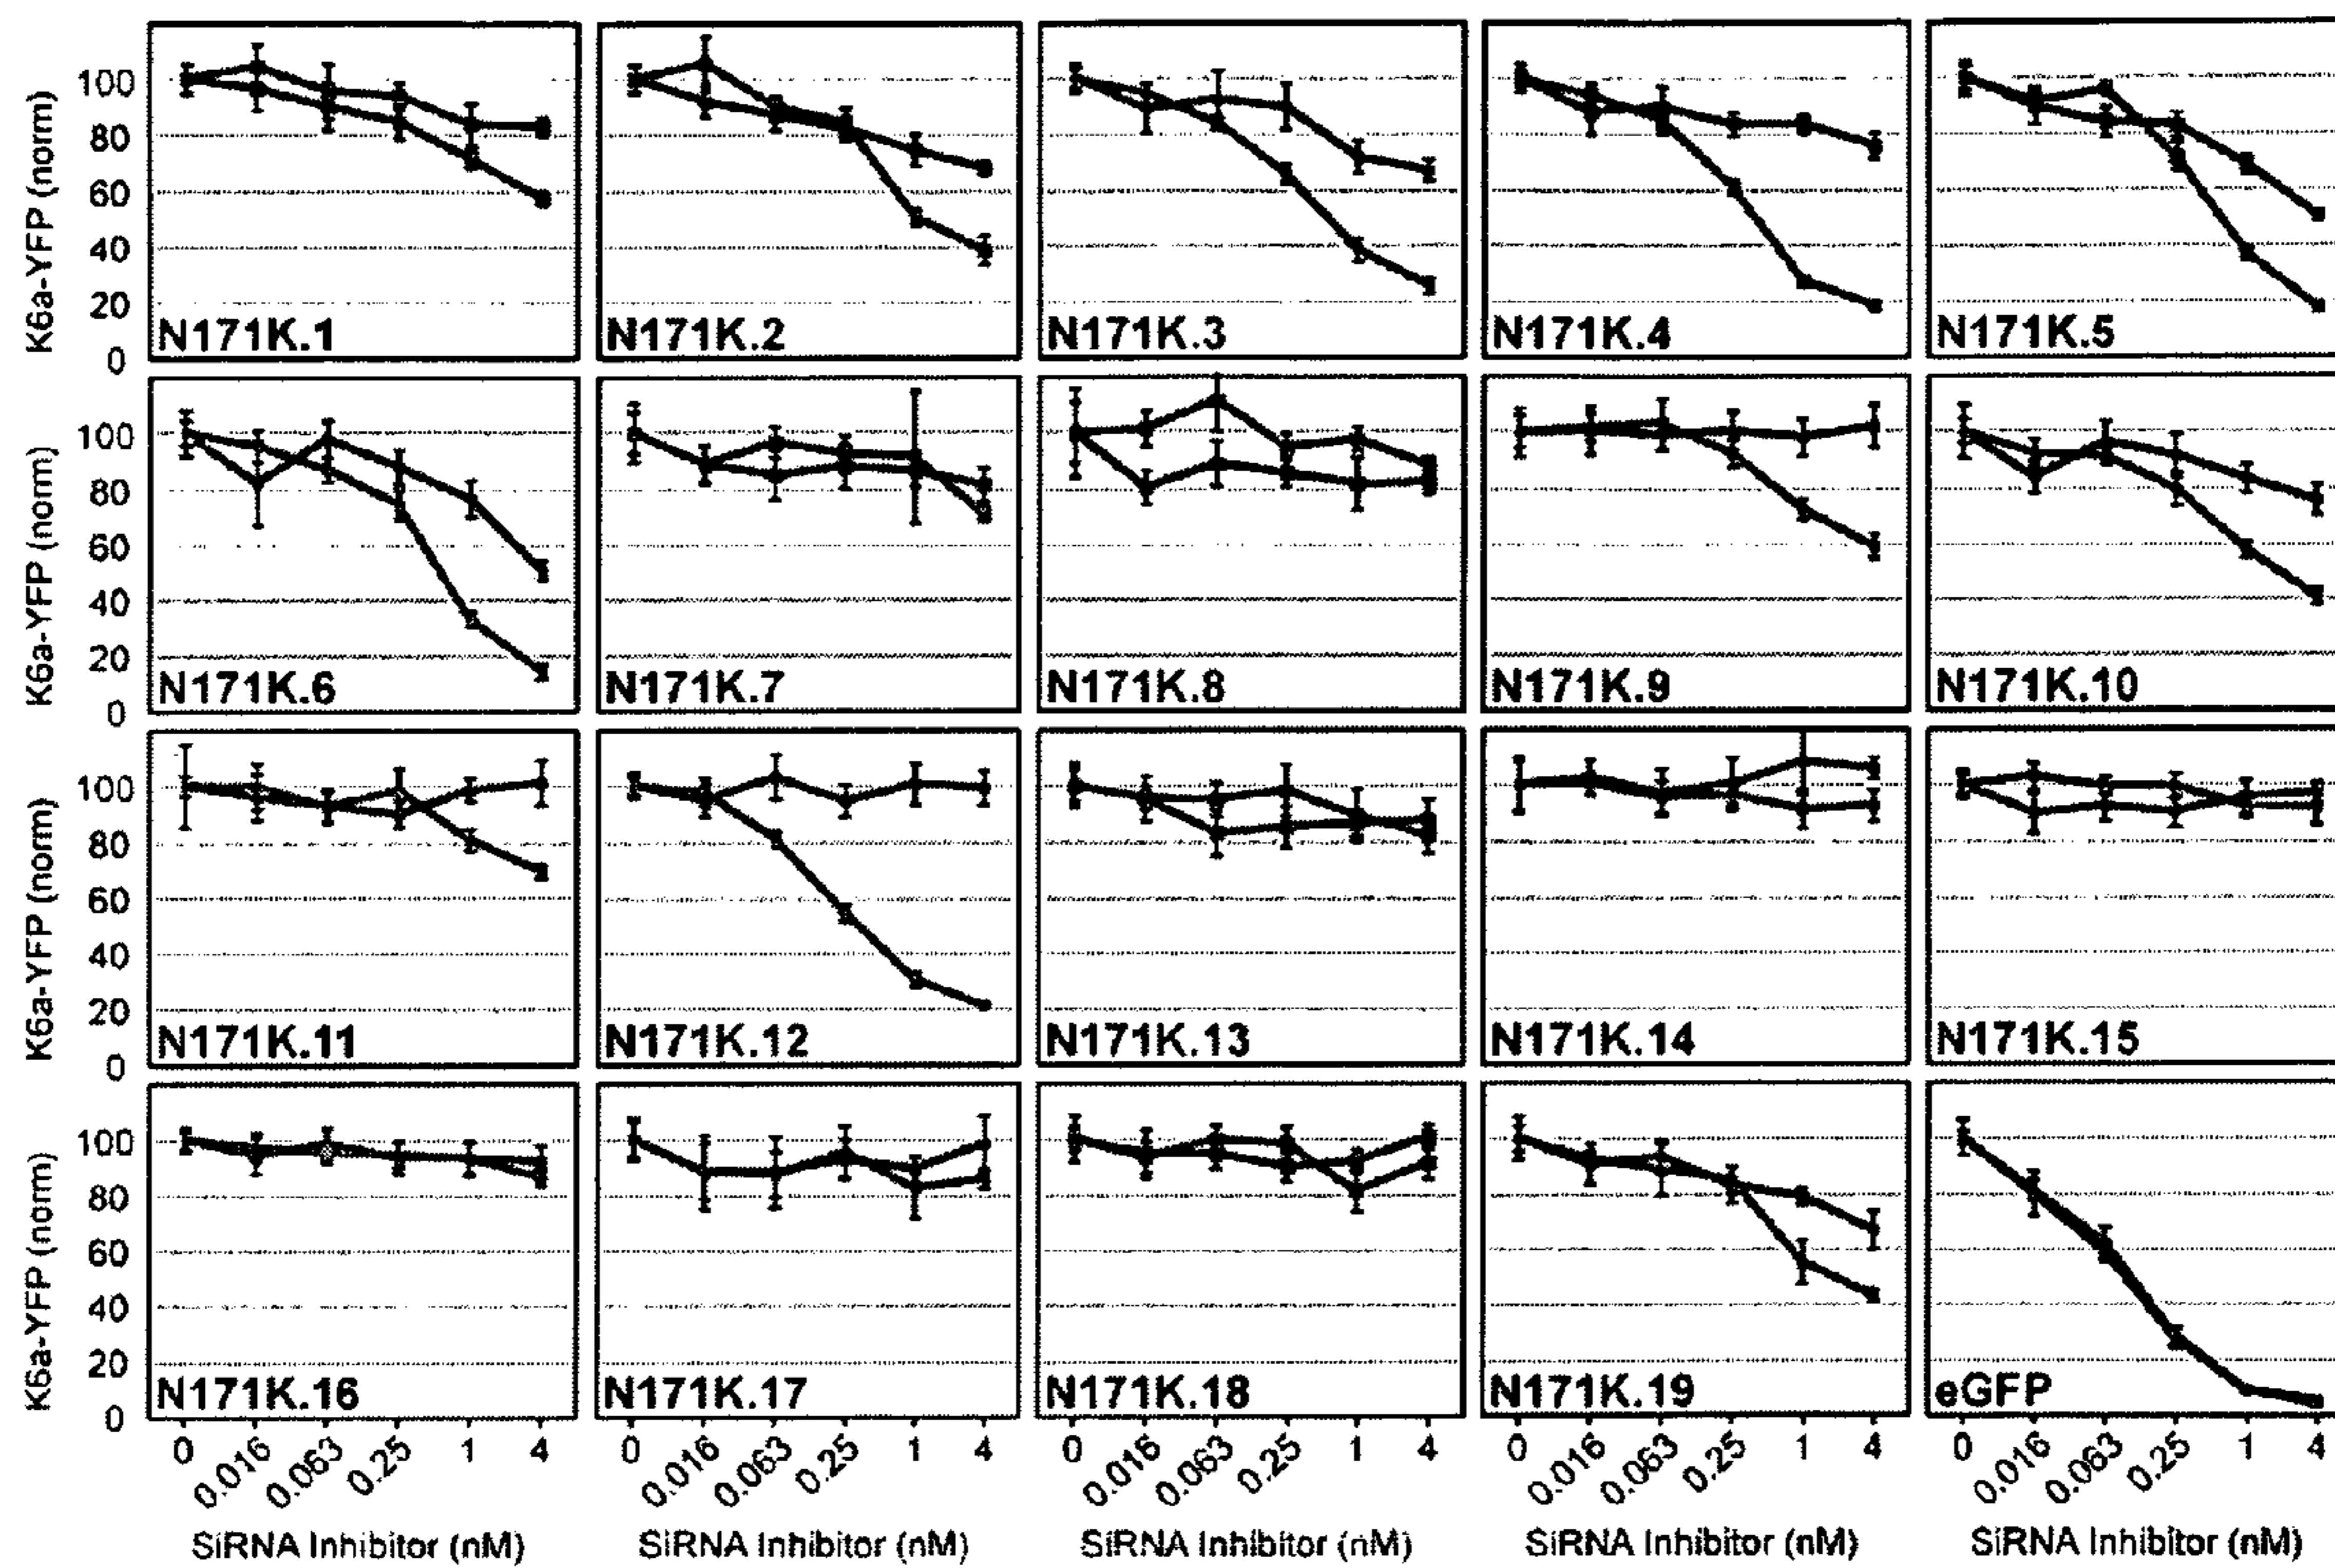 K6a-YFP (norm)
100
80
60
40
20
0
N171K.1
N171K.2
N171K.3
N171K.4
N171K.5
K6a-YFP (norm)
100
80
60
40
20
0
N171K.6
N171K.7
N171K.8
N171K.9
N171K.10
K6a-YFP (norm)
100
80
60
40
20
0
N171K.11
N171K.12
N171K.13
N171K.14
N171K.15
K6a-YFP (norm)
100
80
60
40
20
0
N171K.16
N171K.17
N171K.18
N171K.19
eGFP
0 0.016 0.063 0.25 1 4
0 0.016 0.063 0.25 1 4
0 0.016 0.063 0.25 1 4
0 0.016 0.063 0.25 1 4
0 0.016 0.063 0.25 1 4
SiRNA Inhibitor (nM)
SiRNA Inhibitor (nM)
SiRNA Inhibitor (nM)
SiRNA Inhibitor (nM)
SiRNA Inhibitor (nM)